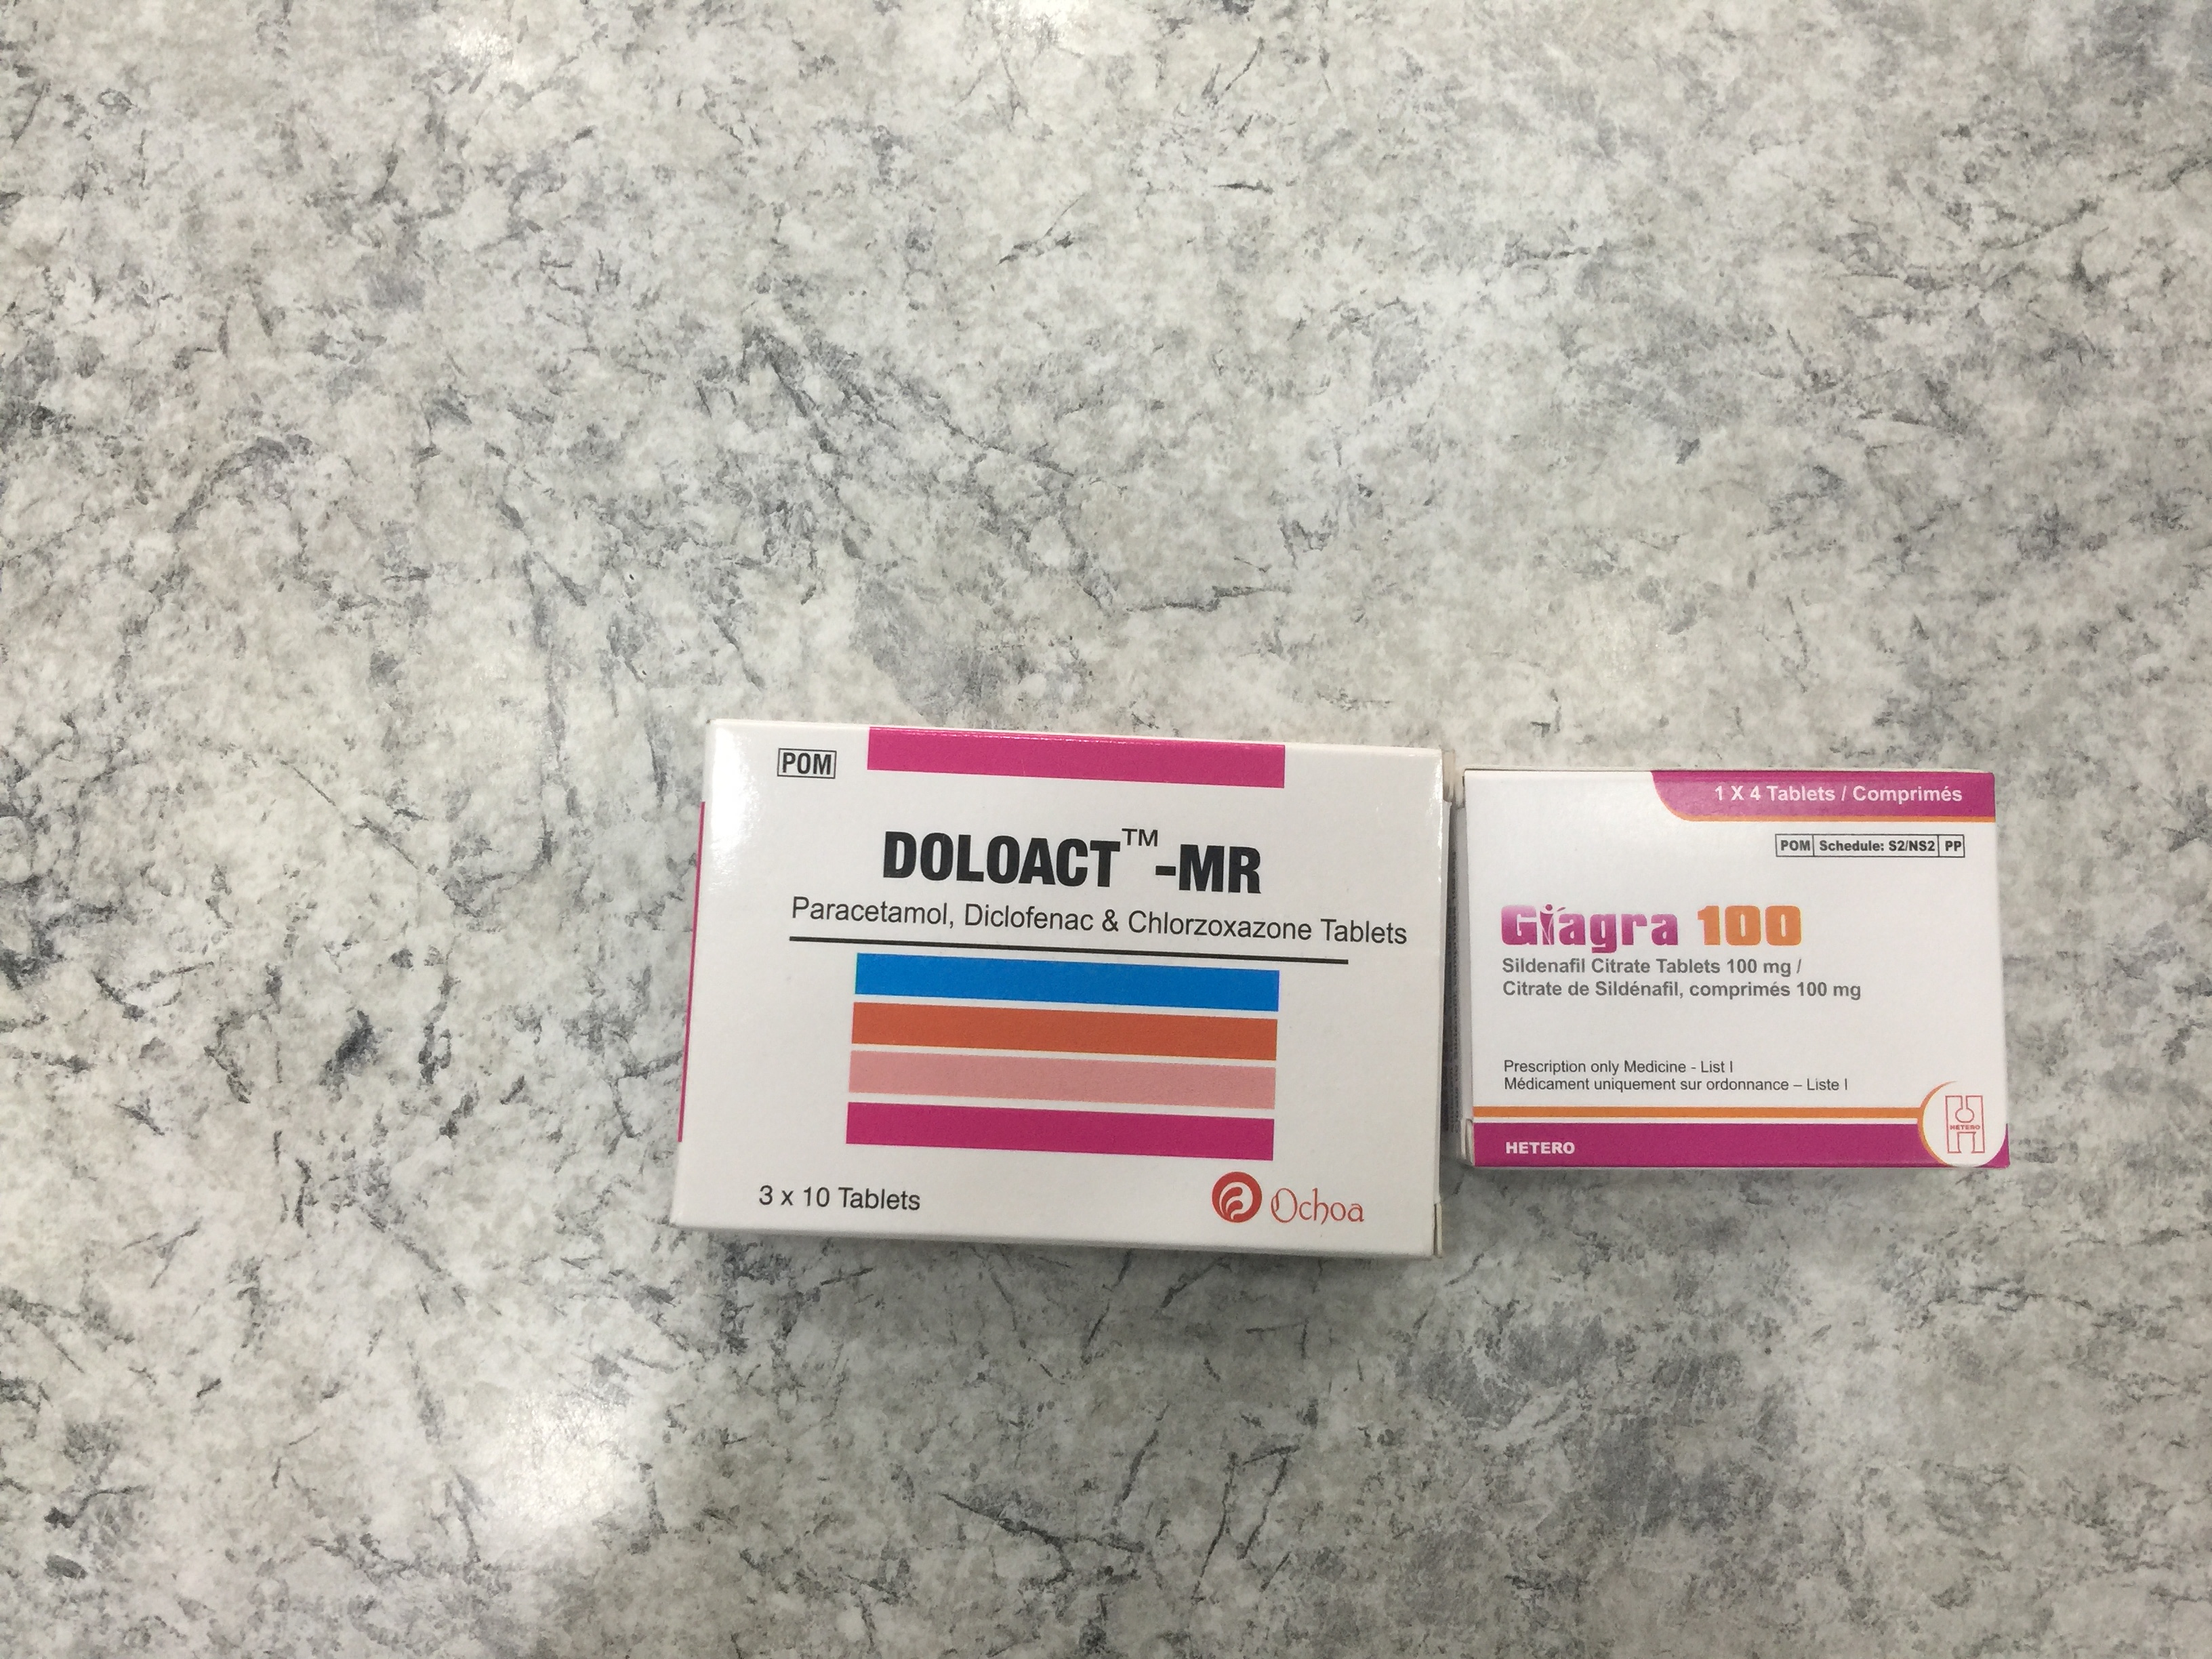 POM
DOLOACT™-MR
Paracetamol, Diclofenac & Chlorzoxazone Tablets
3 x 10 Tablets
Ochoa
1 X 4 Tablets / Comprimés
POM Schedule: S2/NS2 PP
Giagra 100
Sildenafil Citrate Tablets 100 mg /
Citrate de Sildénafil, comprimés 100 mg
Prescription only Medicine - List I
Médicament uniquement sur ordonnance – Liste I
HETERO
HETERO